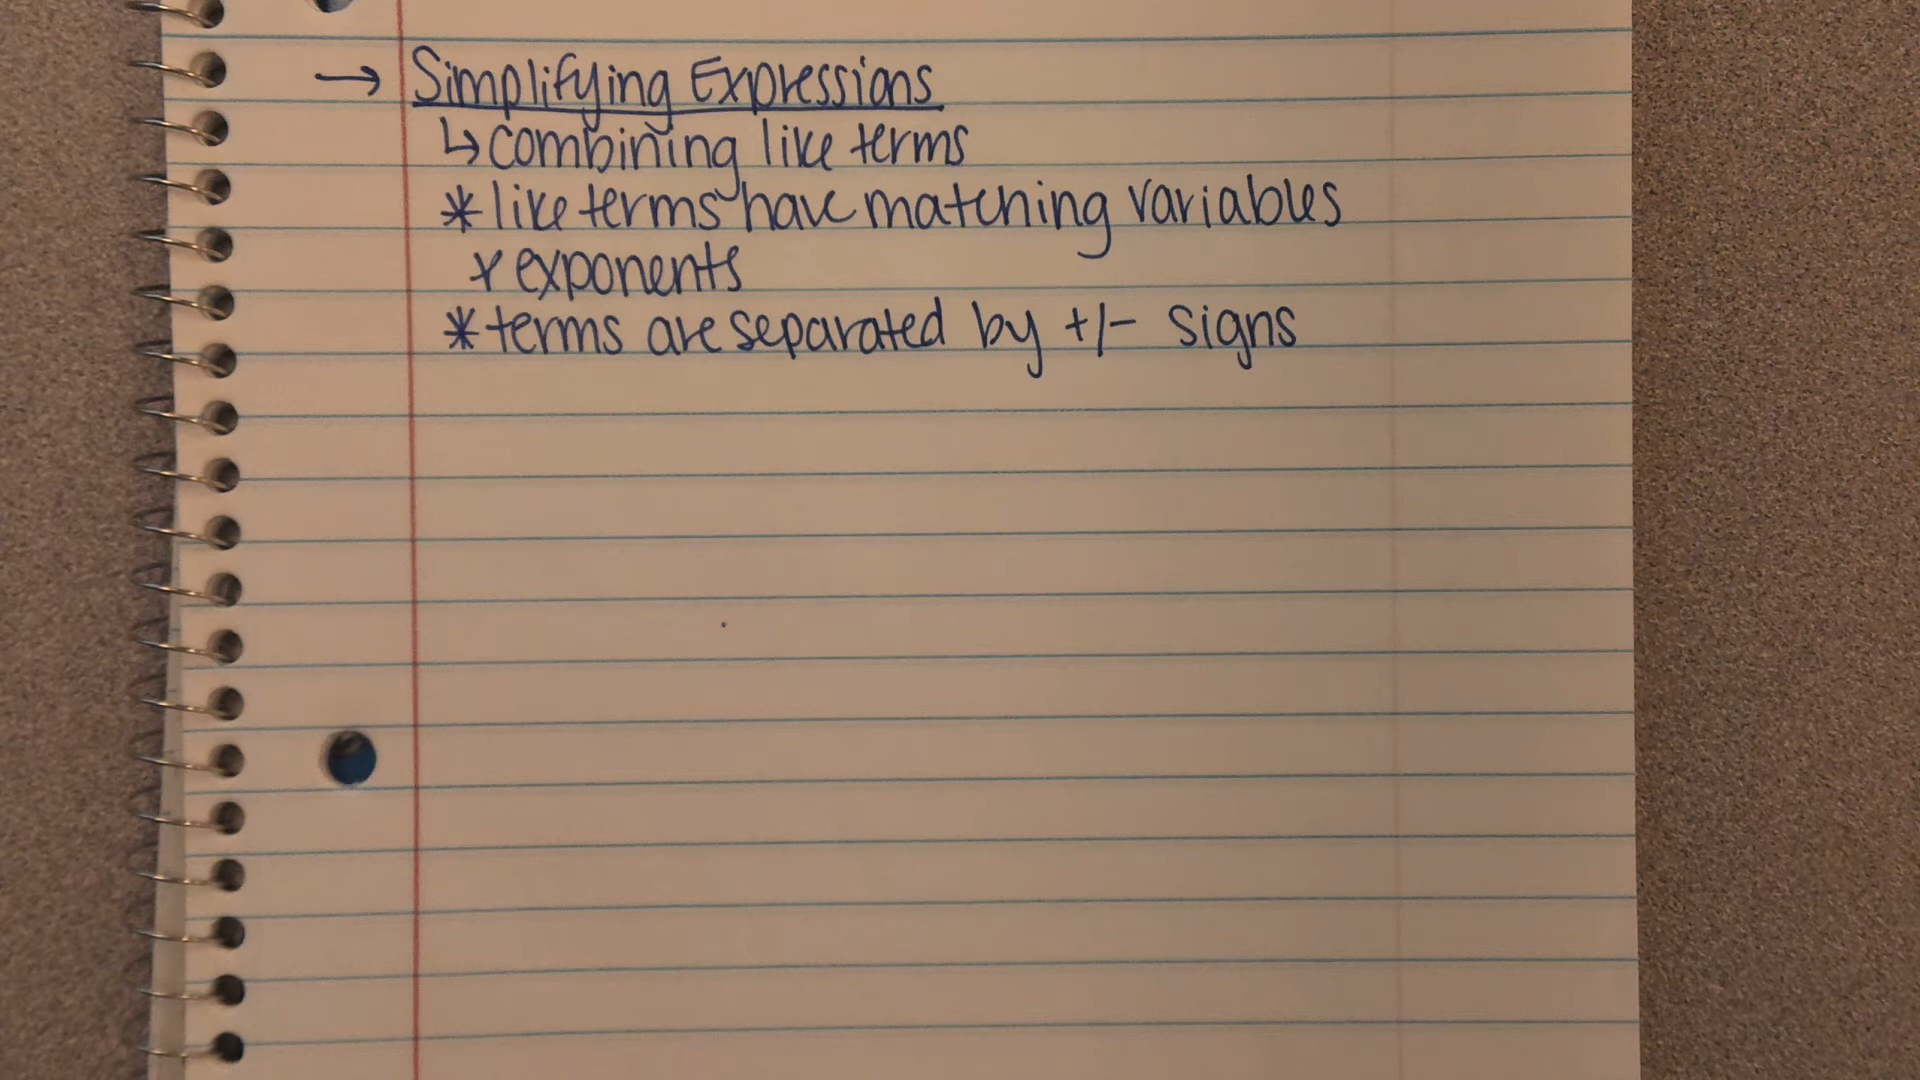 → Simplifying Expressions
↳ combining like terms
* like terms have matching variables
+ exponents
* terms are separated by +/- signs